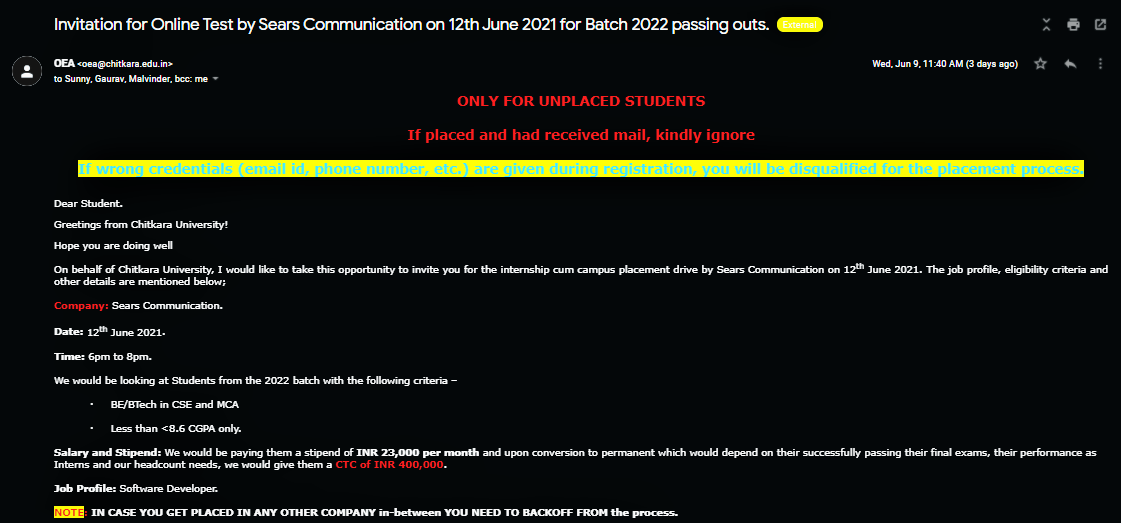 Invitation for Online Test by Sears Communication on 12th June 2021 for Batch 2022 passing outs.
OEA <oea@chitkara.edu.in>
Wed, Jun 9, 11:40 AM (3 days ago)
to Sunny, Gaurav, Malvinder, bcc: me
ONLY FOR UNPLACED STUDENTS
If placed and had received mail, kindly ignore
If wrong credentials (email id, phone number, etc.) are given during registration, you will be disqualified for the placement process.
Dear Student.
Greetings from Chitkara University!
Hope you are doing well
On behalf of Chitkara University, I would like to take this opportunity to invite you for the internship cum campus placement drive by Sears Communication on 12th June 2021. The job profile, eligibility criteria and
other details are mentioned below;
Company: Sears Communication.
Date: 12th June 2021.
Time: 6pm to 8pm.
We would be looking at Students from the 2022 batch with the following criteria –
· BE/BTech in CSE and MCA
· Less than <8.6 CGPA only.
Salary and Stipend: We would be paying them a stipend of INR 23,000 per month and upon conversion to permanent which would depend on their successfully passing their final exams, their performance as
Interns and our headcount needs, we would give them a CTC of INR 400,000.
Job Profile: Software Developer.
NOTE: IN CASE YOU GET PLACED IN ANY OTHER COMPANY in-between YOU NEED TO BACKOFF FROM the process.